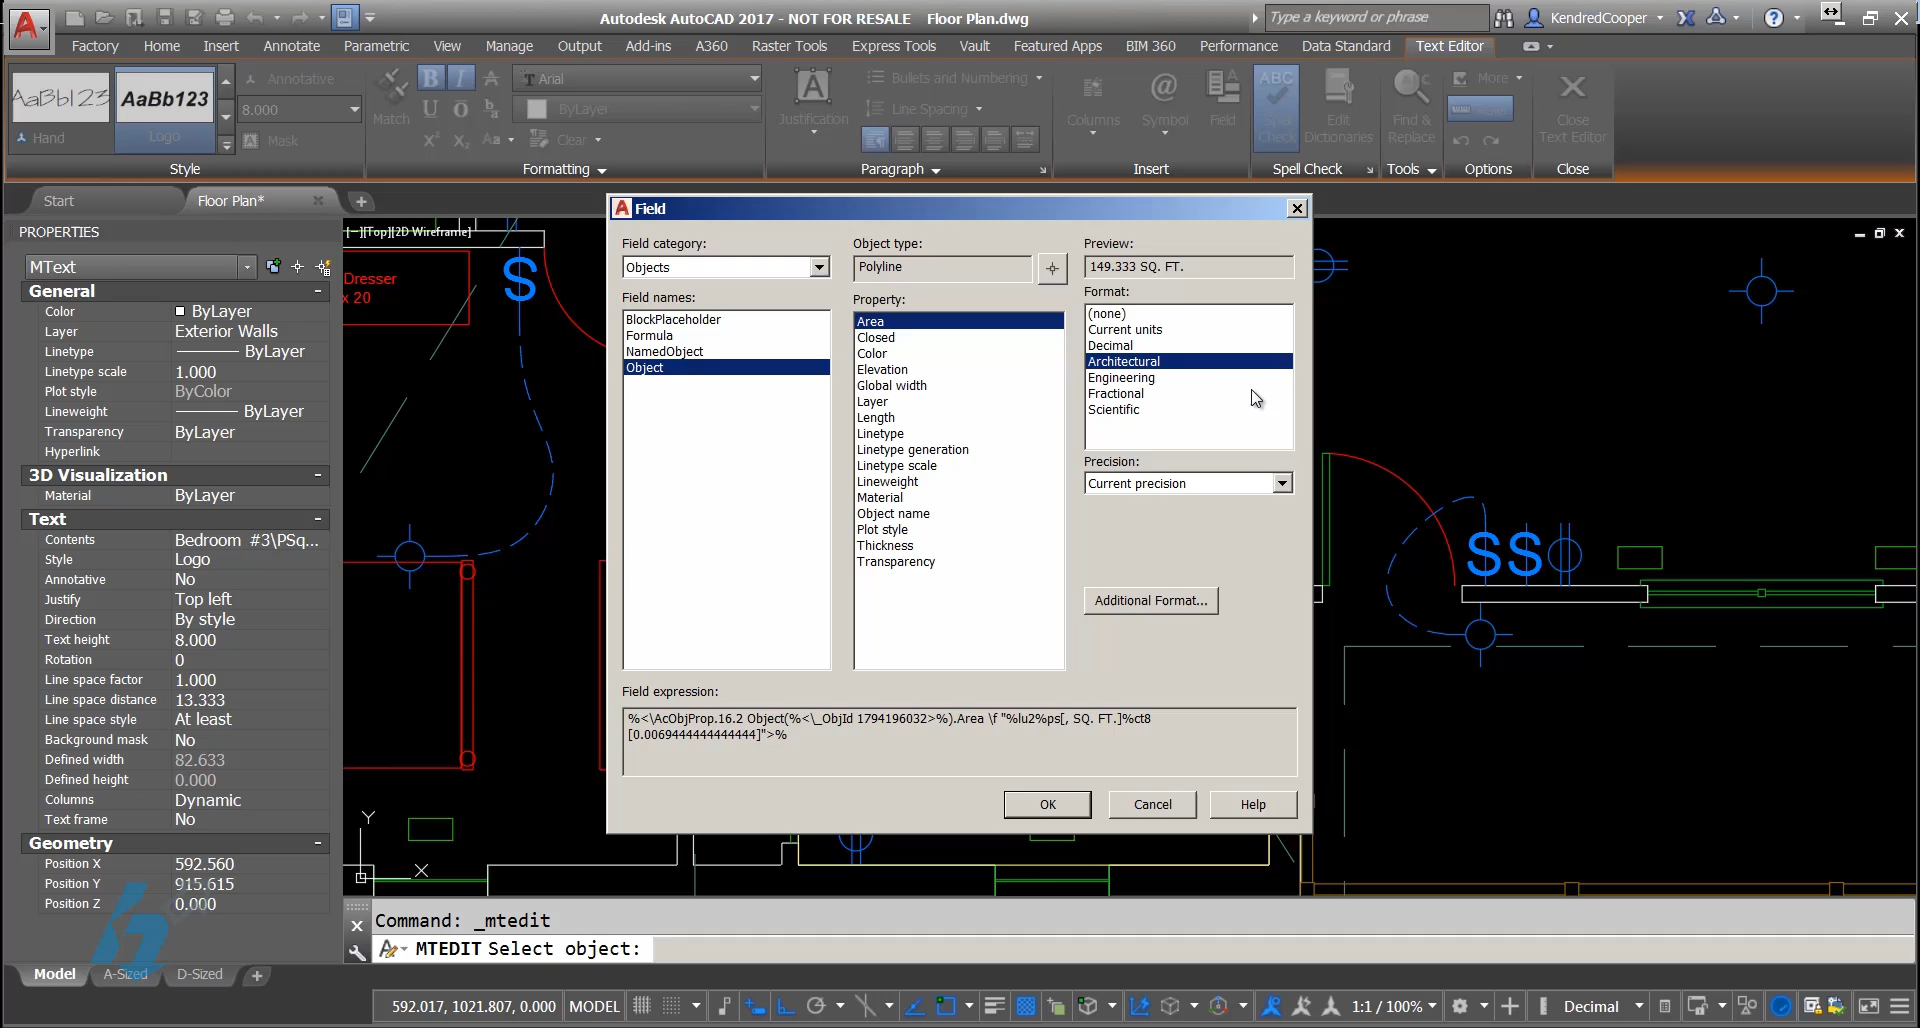 Autodesk AutoCAD 2017 - NOT FOR RESALE Floor Plan.dwg
Type a keyword or phrase
KendredCooper
Factory Home Insert Annotate Parametric View Manage Output Add-ins A360 Raster Tools Express Tools Vault Featured Apps BIM 360 Performance Data Standard Text Editor
AaBb123 AaBb123
Hand Logo
Annotative
8.000
Mask
Style
Match
Arial
ByLayer
Clear
Formatting
Justification
Bullets and Numbering
Line Spacing
Paragraph
Columns Symbol Field
Insert
ABC
Spell Check
Edit Dictionaries
Spell Check
Find & Replace
Tools
More
Ruler
Options
Close Text Editor
Close
Start Floor Plan*
PROPERTIES
MText
General
Color ByLayer
Layer Exterior Walls
Linetype ByLayer
Linetype scale 1.000
Plot style ByColor
Lineweight ByLayer
Transparency ByLayer
Hyperlink
3D Visualization
Material ByLayer
Text
Contents Bedroom #3\PSq...
Style Logo
Annotative No
Justify Top left
Direction By style
Text height 8.000
Rotation 0
Line space factor 1.000
Line space distance 13.333
Line space style At least
Background mask No
Defined width 82.633
Defined height 0.000
Columns Dynamic
Text frame No
Geometry
Position X 592.560
Position Y 915.615
Position Z 0.000
[−][Top][2D Wireframe]
Dresser
x 20
S
SS
Y
X
Field
Field category:
Objects
Field names:
BlockPlaceholder
Formula
NamedObject
Object
Object type:
Polyline
Property:
Area
Closed
Color
Elevation
Global width
Layer
Length
Linetype
Linetype generation
Linetype scale
Lineweight
Material
Object name
Plot style
Thickness
Transparency
Preview:
149.333 SQ. FT.
Format:
(none)
Current units
Decimal
Architectural
Engineering
Fractional
Scientific
Precision:
Current precision
Additional Format...
Field expression:
%<\AcObjProp.16.2 Object(%<\_ObjId 1794196032>%).Area \f "%lu2%ps[, SQ. FT.]%ct8
[0.0069444444444444]">%
OK Cancel Help
Command: _mtedit
MTEDIT Select object:
Model A-Sized D-Sized
592.017, 1021.807, 0.000 MODEL 1:1 / 100% Decimal